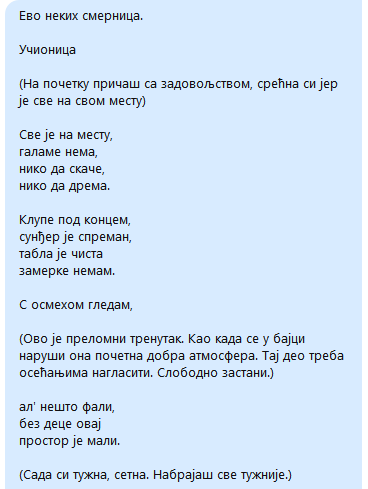 Ево неких смерница.
Учионица
(На почетку причаш са задовољством, срећна си јер
је све на свом месту)
Све је на месту,
галаме нема,
нико да скаче,
нико да дрема.
Клупе под концем,
сунђер је спреман,
табла је чиста
замерке немам.
С осмехом гледам,
(Ово је преломни тренутак. Као када се у бајци
наруши она почетна добра атмосфера. Тај део треба
осећањима нагласити. Слободно застани.)
ал' нешто фали,
без деце овај
простор је мали.
(Сада си тужна, сетна. Набрајаш све тужније.)